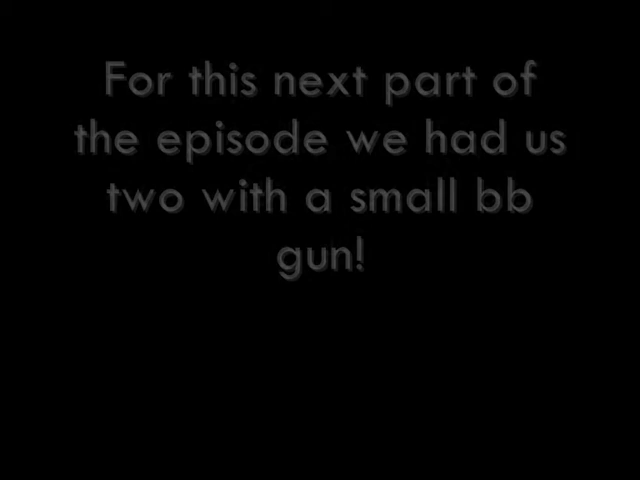 For this next part of
the episode we had us
two with a small bb
gun!